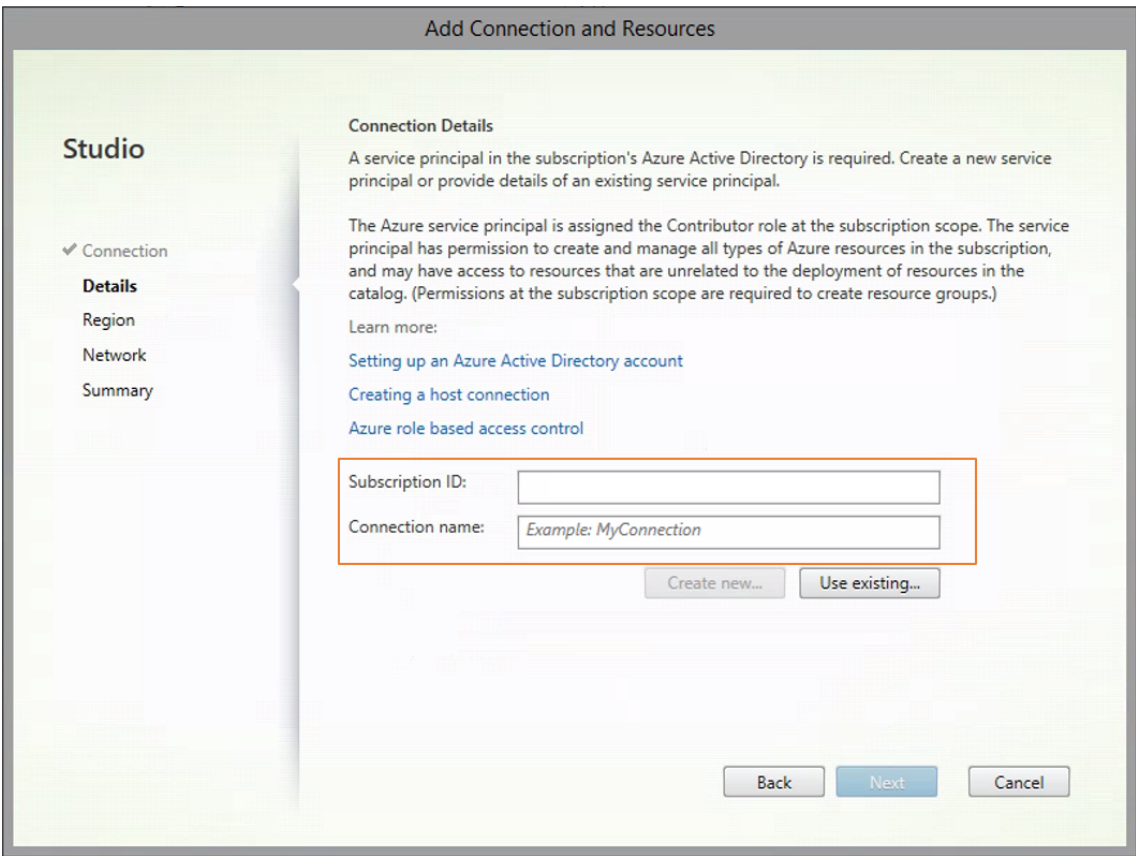 Add Connection and Resources
Studio
✔ Connection
Details
Region
Network
Summary
Connection Details
A service principal in the subscription's Azure Active Directory is required. Create a new service
principal or provide details of an existing service principal.
The Azure service principal is assigned the Contributor role at the subscription scope. The service
principal has permission to create and manage all types of Azure resources in the subscription,
and may have access to resources that are unrelated to the deployment of resources in the
catalog. (Permissions at the subscription scope are required to create resource groups.)
Learn more:
Setting up an Azure Active Directory account
Creating a host connection
Azure role based access control
Subscription ID:
Connection name: Example: MyConnection
Create new... Use existing...
Back Next Cancel